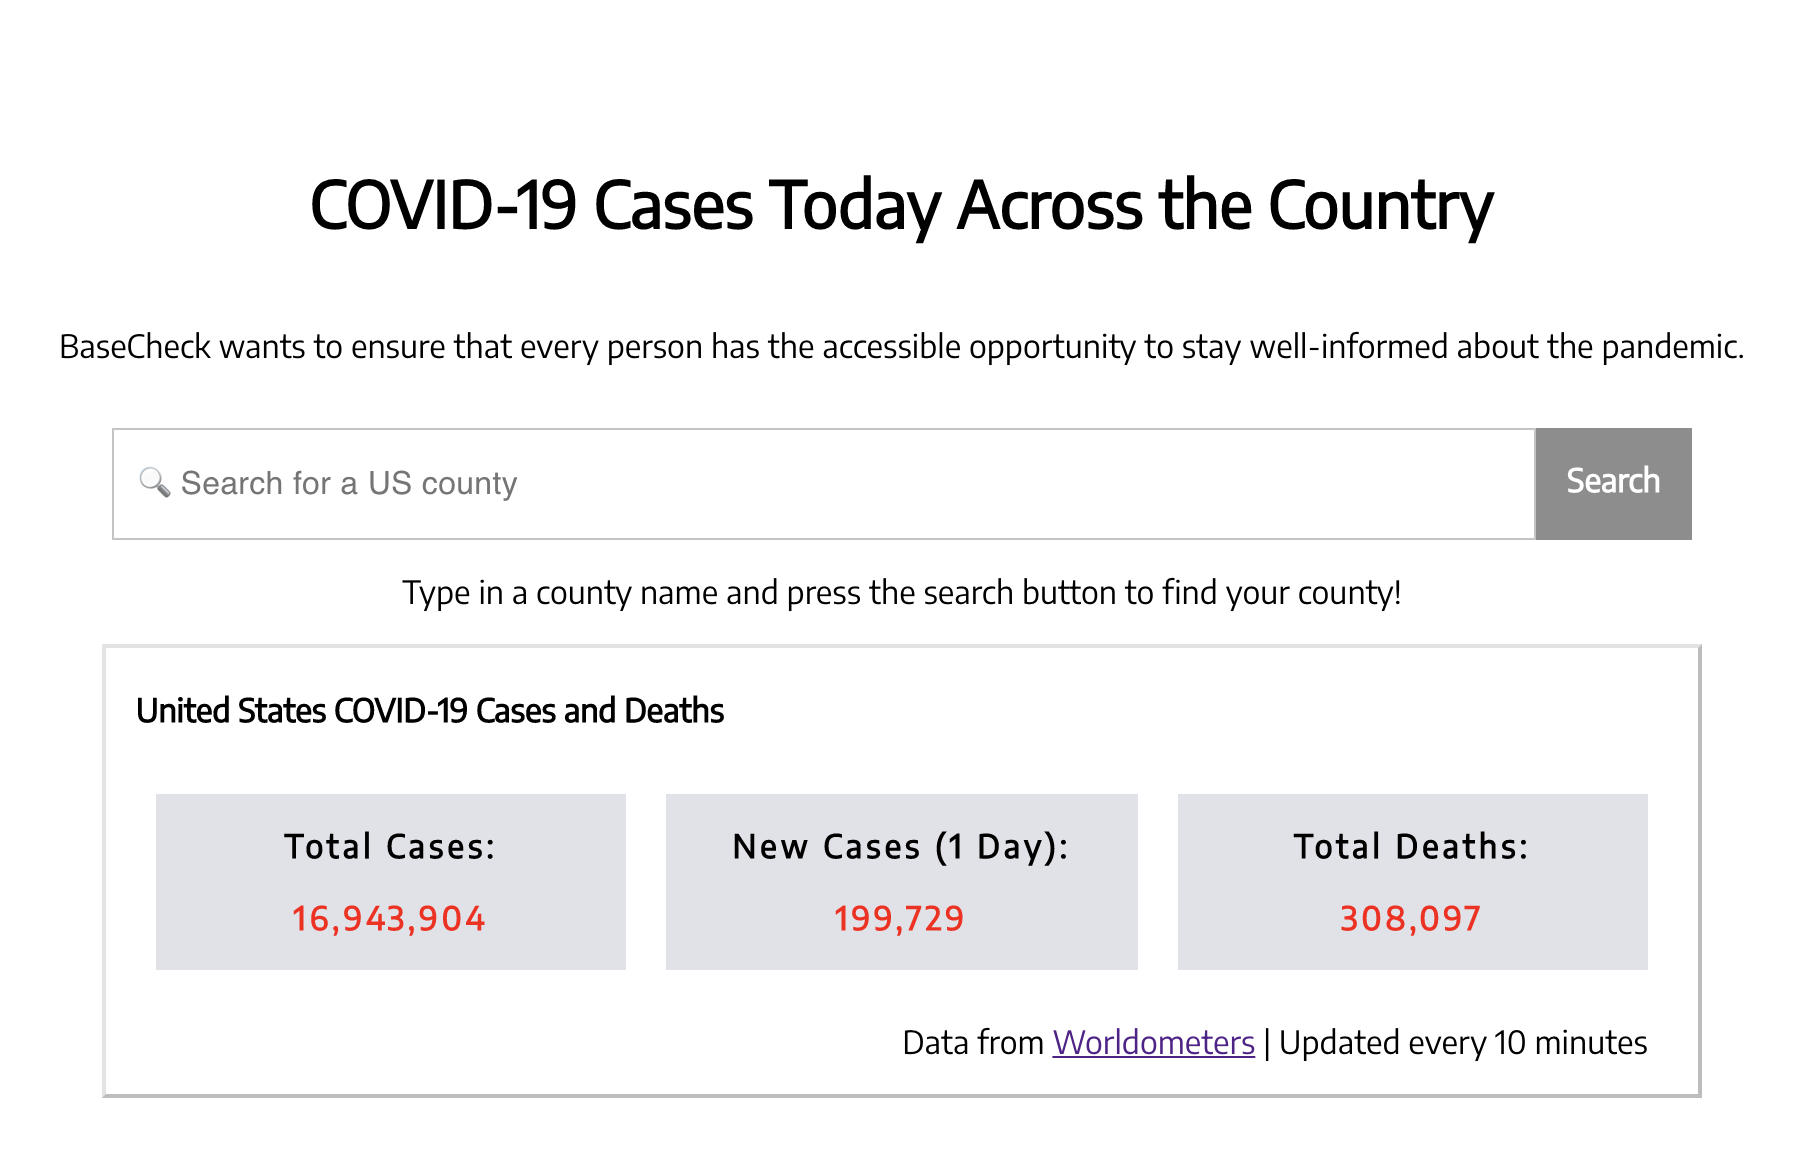 COVID-19 Cases Today Across the Country
BaseCheck wants to ensure that every person has the accessible opportunity to stay well-informed about the pandemic.
🔍 Search for a US county
Search
Type in a county name and press the search button to find your county!
United States COVID-19 Cases and Deaths
Total Cases:
16,943,904
New Cases (1 Day):
199,729
Total Deaths:
308,097
Data from Worldometers | Updated every 10 minutes